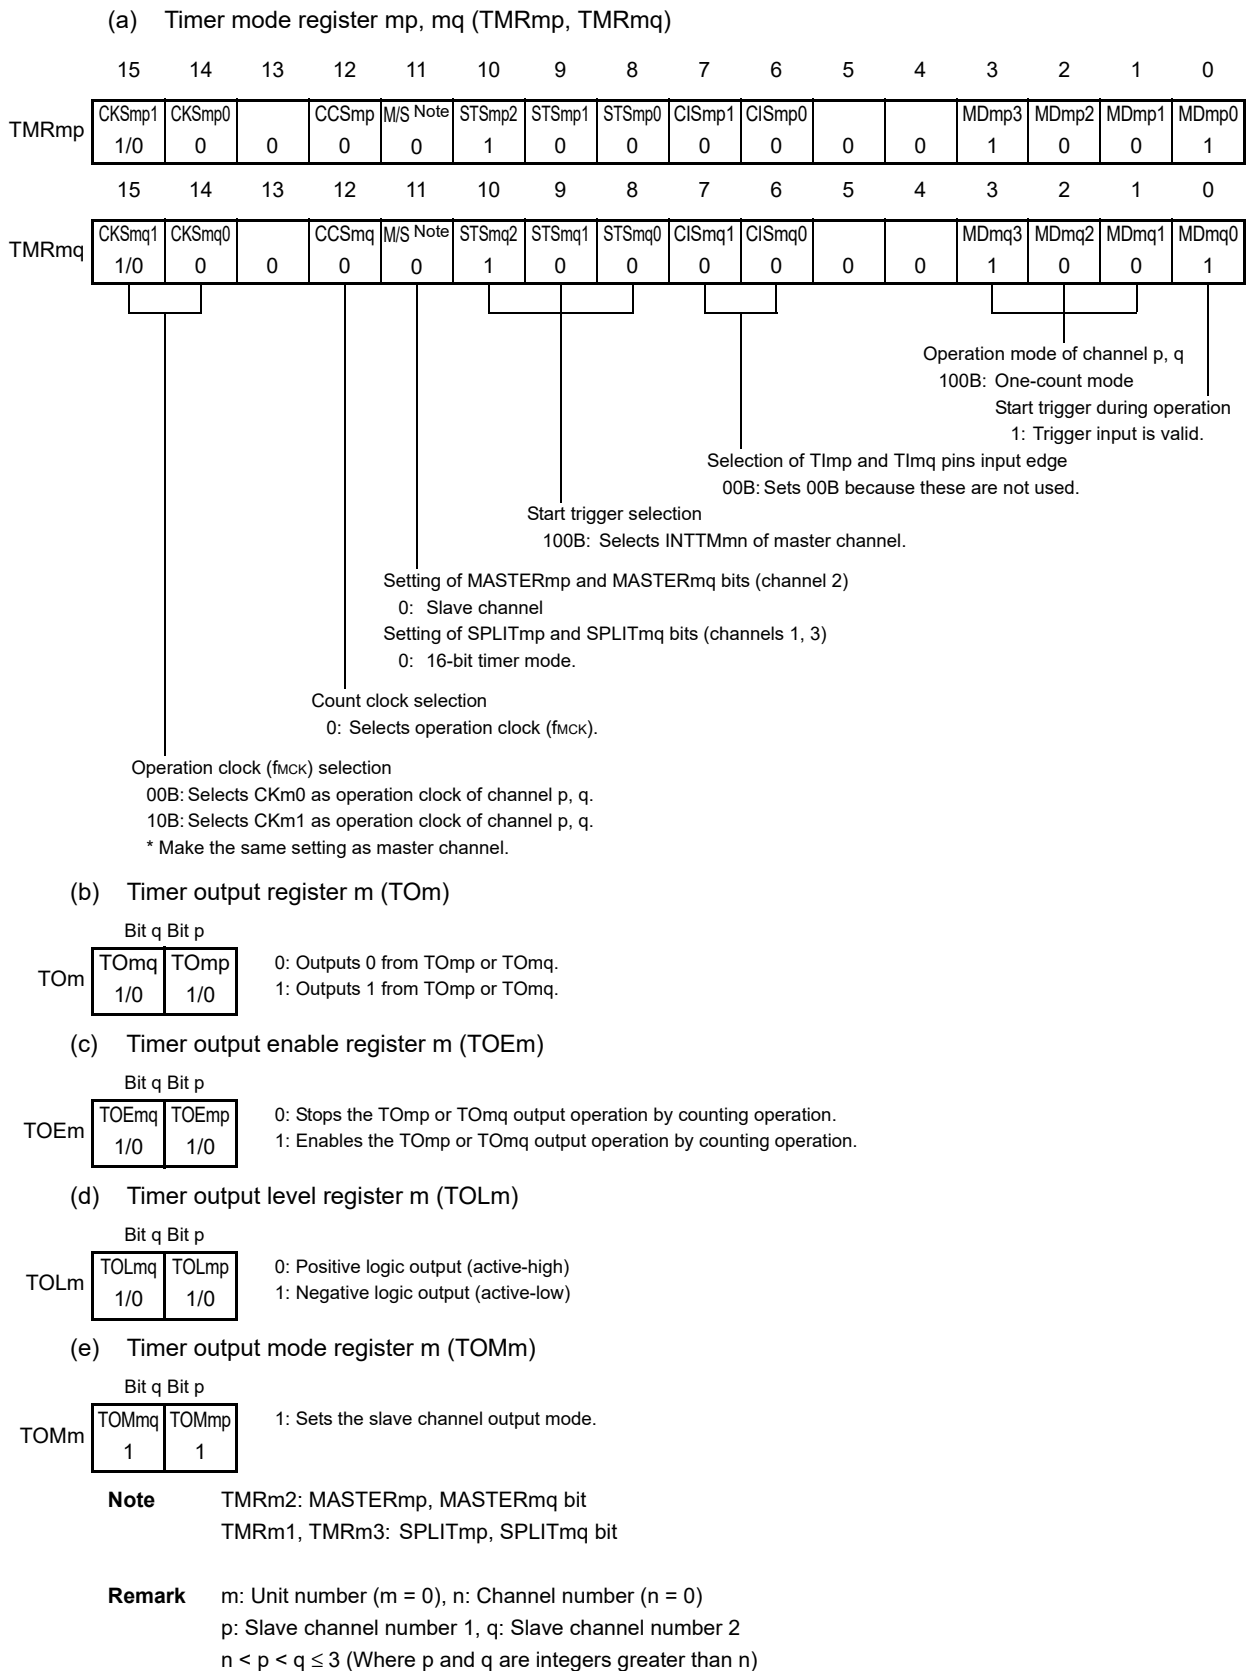 (a) Timer mode register mp, mq (TMRmp, TMRmq)
15 14 13 12 11 10 9 8 7 6 5 4 3 2 1 0
TMRmp CKSmp1 CKSmp0 CCSmp M/S Note STSmp2 STSmp1 STSmp0 CISmp1 CISmp0 MDmp3 MDmp2 MDmp1 MDmp0
1/0 0 0 0 0 1 0 0 0 0 0 0 1 0 0 1
15 14 13 12 11 10 9 8 7 6 5 4 3 2 1 0
TMRmq CKSmq1 CKSmq0 CCSmq M/S Note STSmq2 STSmq1 STSmq0 CISmq1 CISmq0 MDmq3 MDmq2 MDmq1 MDmq0
1/0 0 0 0 0 1 0 0 0 0 0 0 1 0 0 1
Operation mode of channel p, q
100B: One-count mode
Start trigger during operation
1: Trigger input is valid.
Selection of TImp and TImq pins input edge
00B: Sets 00B because these are not used.
Start trigger selection
100B: Selects INTTMmn of master channel.
Setting of MASTERmp and MASTERmq bits (channel 2)
0: Slave channel
Setting of SPLITmp and SPLITmq bits (channels 1, 3)
0: 16-bit timer mode.
Count clock selection
0: Selects operation clock (fMCK).
Operation clock (fMCK) selection
00B: Selects CKm0 as operation clock of channel p, q.
10B: Selects CKm1 as operation clock of channel p, q.
* Make the same setting as master channel.
(b) Timer output register m (TOm)
Bit q Bit p
TOm TOmq TOmp 0: Outputs 0 from TOmp or TOmq.
1/0 1/0 1: Outputs 1 from TOmp or TOmq.
(c) Timer output enable register m (TOEm)
Bit q Bit p
TOEm TOEmq TOEmp 0: Stops the TOmp or TOmq output operation by counting operation.
1/0 1/0 1: Enables the TOmp or TOmq output operation by counting operation.
(d) Timer output level register m (TOLm)
Bit q Bit p
TOLm TOLmq TOLmp 0: Positive logic output (active-high)
1/0 1/0 1: Negative logic output (active-low)
(e) Timer output mode register m (TOMm)
Bit q Bit p
TOMm TOMmq TOMmp 1: Sets the slave channel output mode.
1 1
Note TMRm2: MASTERmp, MASTERmq bit
TMRm1, TMRm3: SPLITmp, SPLITmq bit
Remark m: Unit number (m = 0), n: Channel number (n = 0)
p: Slave channel number 1, q: Slave channel number 2
n < p < q ≤ 3 (Where p and q are integers greater than n)